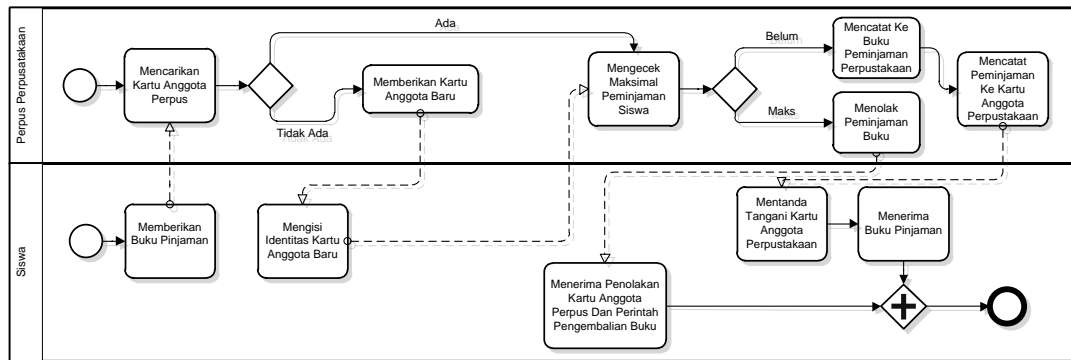 Perpus Perpusatakaan
Mencarikan
Kartu Anggota
Perpus
Ada
Tidak Ada
Memberikan Kartu
Anggota Baru
Mengecek
Maksimal
Peminjaman
Siswa
Belum
Maks
Mencatat Ke
Buku
Peminjaman
Perpustakaan
Menolak
Peminjaman
Buku
Mencatat
Peminjaman
Ke Kartu
Anggota
Perpustakaan
Siswa
Memberikan
Buku Pinjaman
Mengisi
Identitas Kartu
Anggota Baru
Menerima Penolakan
Kartu Anggota
Perpus Dan Perintah
Pengembalian Buku
Mentanda
Tangani Kartu
Anggota
Perpustakaan
Menerima
Buku Pinjaman